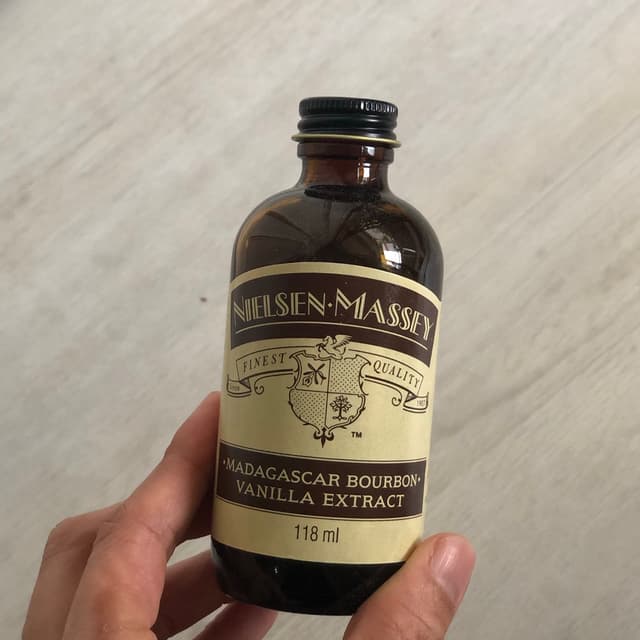 NIELSEN·MASSEY
FINEST QUALITY
TM
·MADAGASCAR BOURBON·
VANILLA EXTRACT
118 ml